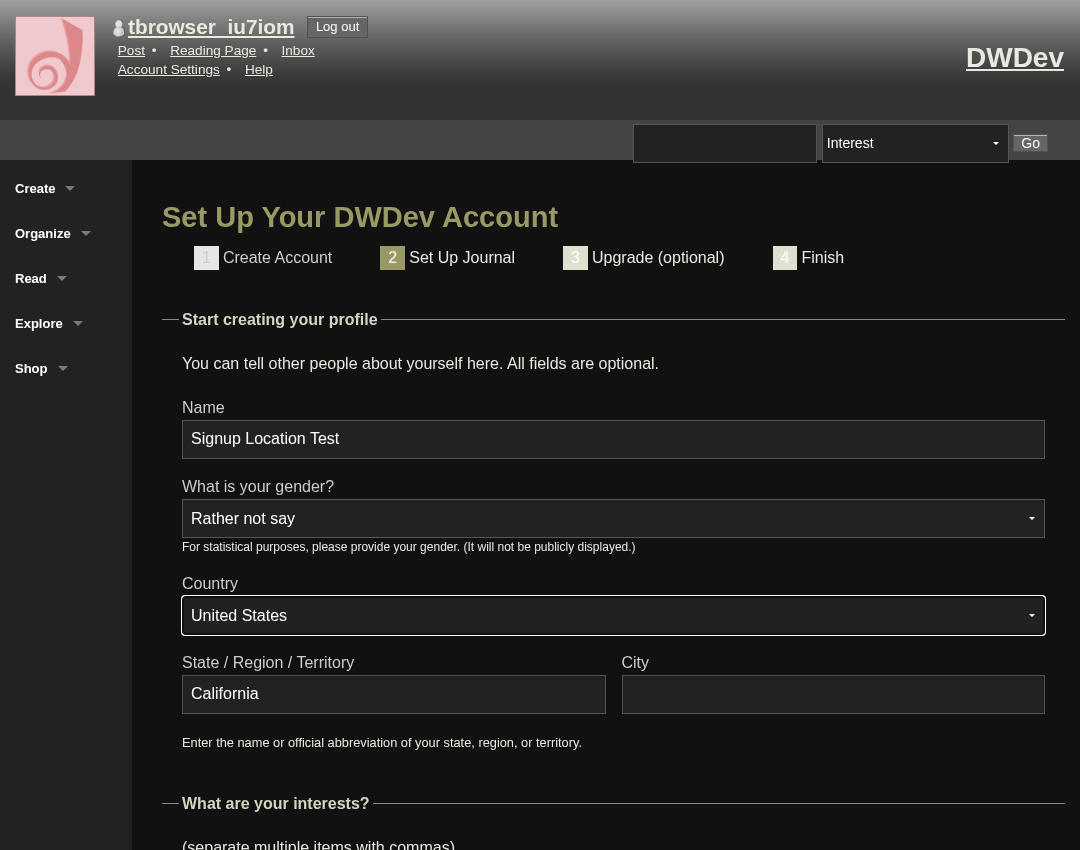 tbrowser_iu7iom Log out
Post • Reading Page • Inbox
Account Settings • Help
DWDev
Interest Go
Create
Organize
Read
Explore
Shop
Set Up Your DWDev Account
1 Create Account 2 Set Up Journal 3 Upgrade (optional) 4 Finish
Start creating your profile
You can tell other people about yourself here. All fields are optional.
Name
Signup Location Test
What is your gender?
Rather not say
For statistical purposes, please provide your gender. (It will not be publicly displayed.)
Country
United States
State / Region / Territory City
California
Enter the name or official abbreviation of your state, region, or territory.
What are your interests?
(separate multiple items with commas)